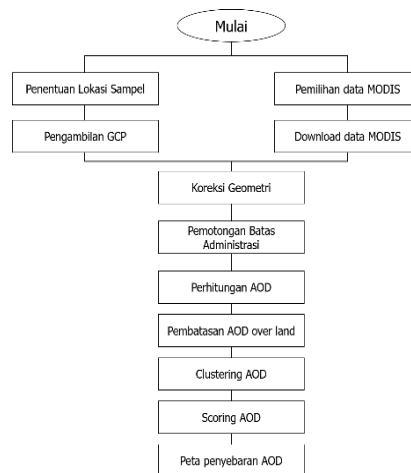 Mulai
Penentuan Lokasi Sampel
Pemilihan data MODIS
Pengambilan GCP
Download data MODIS
Koreksi Geometri
Pemotongan Batas
Administrasi
Perhitungan AOD
Pembatasan AOD over land
Clustering AOD
Scoring AOD
Peta penyebaran AOD